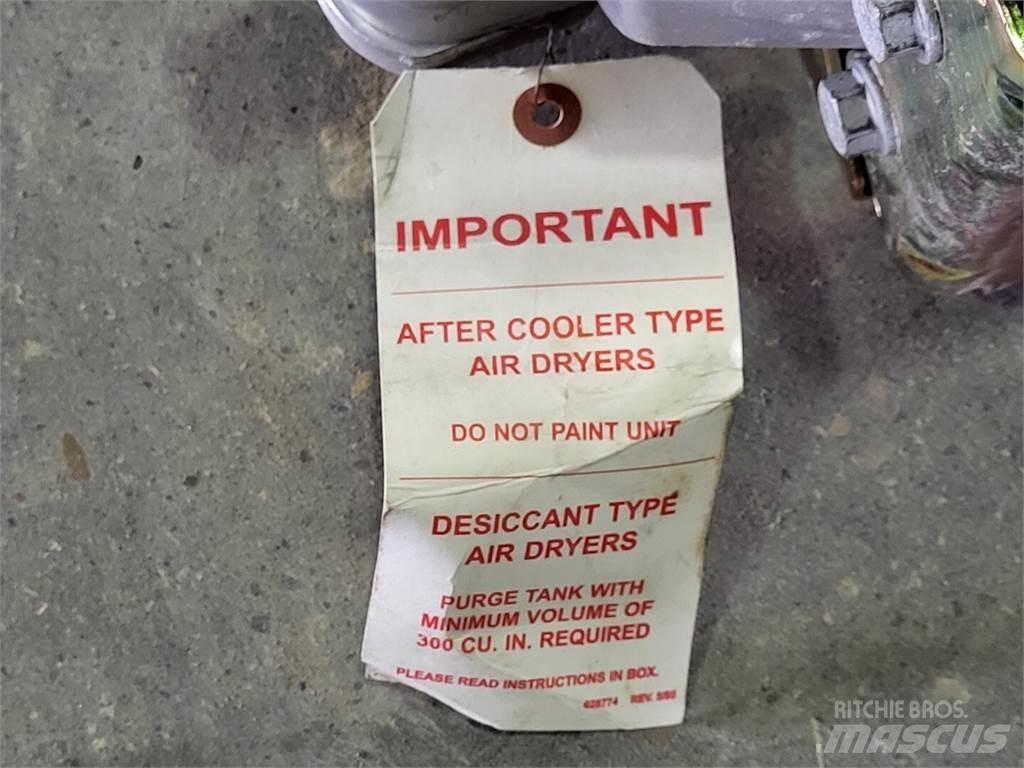 IMPORTANT
AFTER COOLER TYPE
AIR DRYERS
DO NOT PAINT UNIT
DESICCANT TYPE
AIR DRYERS
PURGE TANK WITH
MINIMUM VOLUME OF
300 CU. IN. REQUIRED
PLEASE READ INSTRUCTIONS IN BOX.
628774 REV.
RITCHIE BROS.
MASCUS